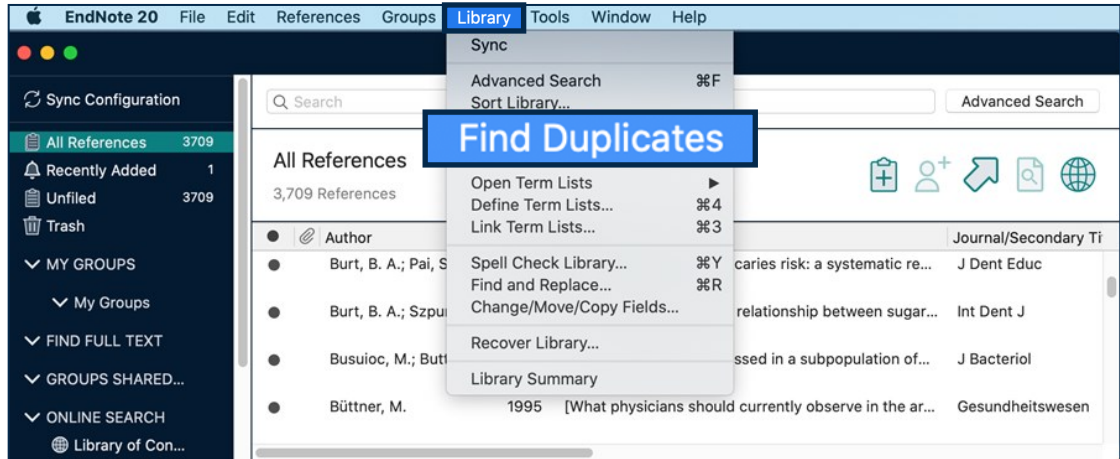 EndNote 20 File Edit References Groups Library Tools Window Help
Sync Configuration
All References 3709
Recently Added 1
Unfiled 3709
Trash
MY GROUPS
My Groups
FIND FULL TEXT
GROUPS SHARED...
ONLINE SEARCH
Library of Con...
Search
Advanced Search
All References
3,709 References
Sync
Advanced Search ⌘F
Sort Library...
Find Duplicates
Open Term Lists ▶
Define Term Lists... ⌘4
Link Term Lists... ⌘3
Spell Check Library... ⌘Y
Find and Replace... ⌘R
Change/Move/Copy Fields...
Recover Library...
Library Summary
Author Journal/Secondary Ti
Burt, B. A.; Pai, S caries risk: a systematic re... J Dent Educ
Burt, B. A.; Szpu relationship between sugar... Int Dent J
Busuioc, M.; Butt ssed in a subpopulation of... J Bacteriol
Büttner, M. 1995 [What physicians should currently observe in the ar... Gesundheitswesen